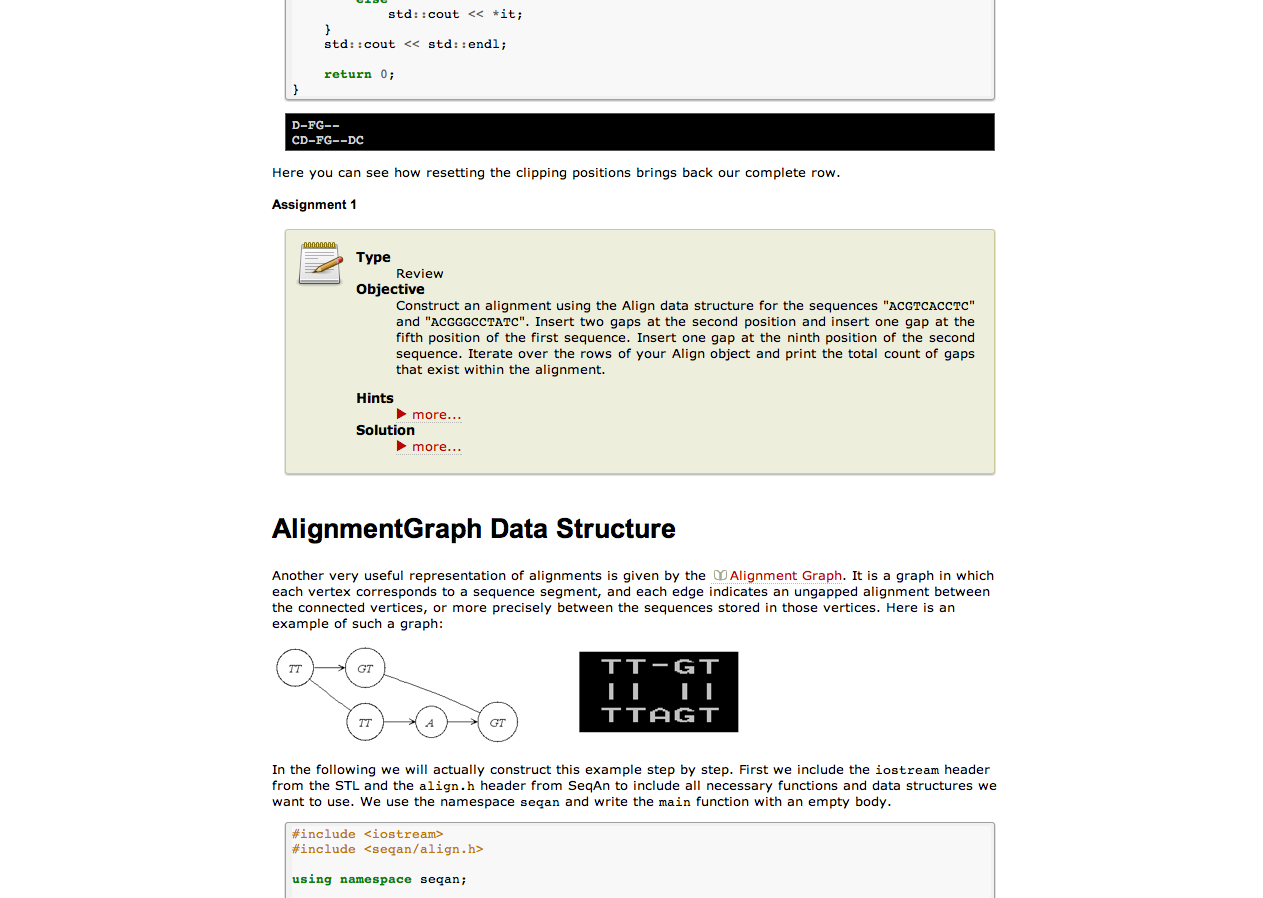 else
std::cout << *it;
}
std::cout << std::endl;
return 0;
}
D-FG--
CD-FG--DC
Here you can see how resetting the clipping positions brings back our complete row.
Assignment 1
Type
Review
Objective
Construct an alignment using the Align data structure for the sequences "ACGTCACCTC"
and "ACGGGCCTATC". Insert two gaps at the second position and insert one gap at the
fifth position of the first sequence. Insert one gap at the ninth position of the second
sequence. Iterate over the rows of your Align object and print the total count of gaps
that exist within the alignment.
Hints
▶ more...
Solution
▶ more...
AlignmentGraph Data Structure
Another very useful representation of alignments is given by the Alignment Graph. It is a graph in which
each vertex corresponds to a sequence segment, and each edge indicates an ungapped alignment between
the connected vertices, or more precisely between the sequences stored in those vertices. Here is an
example of such a graph:
TT GT
TT A GT
TT-GT
|| ||
TTAGT
In the following we will actually construct this example step by step. First we include the iostream header
from the STL and the align.h header from SeqAn to include all necessary functions and data structures we
want to use. We use the namespace seqan and write the main function with an empty body.
#include <iostream>
#include <seqan/align.h>
using namespace seqan;